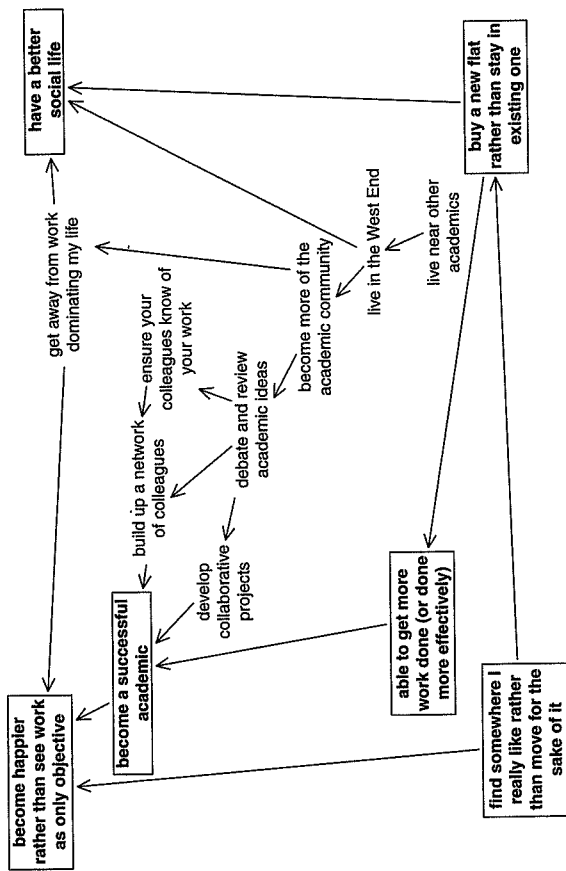 become happier
rather than see work
as only objective
get away from work
dominating my life
have a better
social life
become a successful
academic
build up a network
of colleagues
ensure your
colleagues know of
your work
develop
collaborative
projects
debate and review
academic ideas
become more of the
academic community
live in the West End
live near other
academics
able to get more
work done (or done
more effectively)
find somewhere I
really like rather
than move for the
sake of it
buy a new flat
rather than stay in
existing one